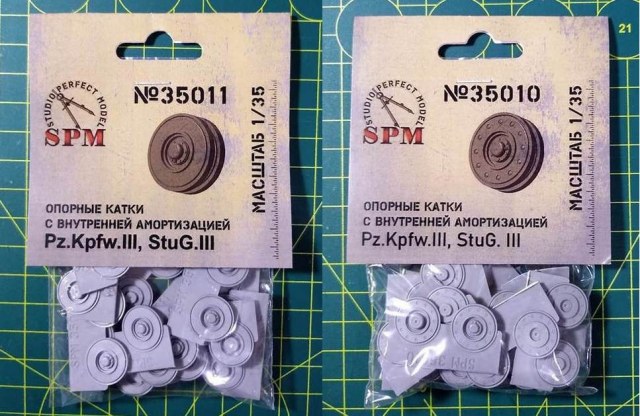 STUDIO PERFECT MODEL
SPM
№35011
МАСШТАБ 1/35
ОПОРНЫЕ КАТКИ
С ВНУТРЕННЕЙ АМОРТИЗАЦИЕЙ
Pz.Kpfw.III, StuG.III
STUDIO PERFECT MODEL
SPM
№35010
МАСШТАБ 1/35
ОПОРНЫЕ КАТКИ
С ВНУТРЕННЕЙ АМОРТИЗАЦИЕЙ
Pz.Kpfw.III, StuG. III
SPM
21